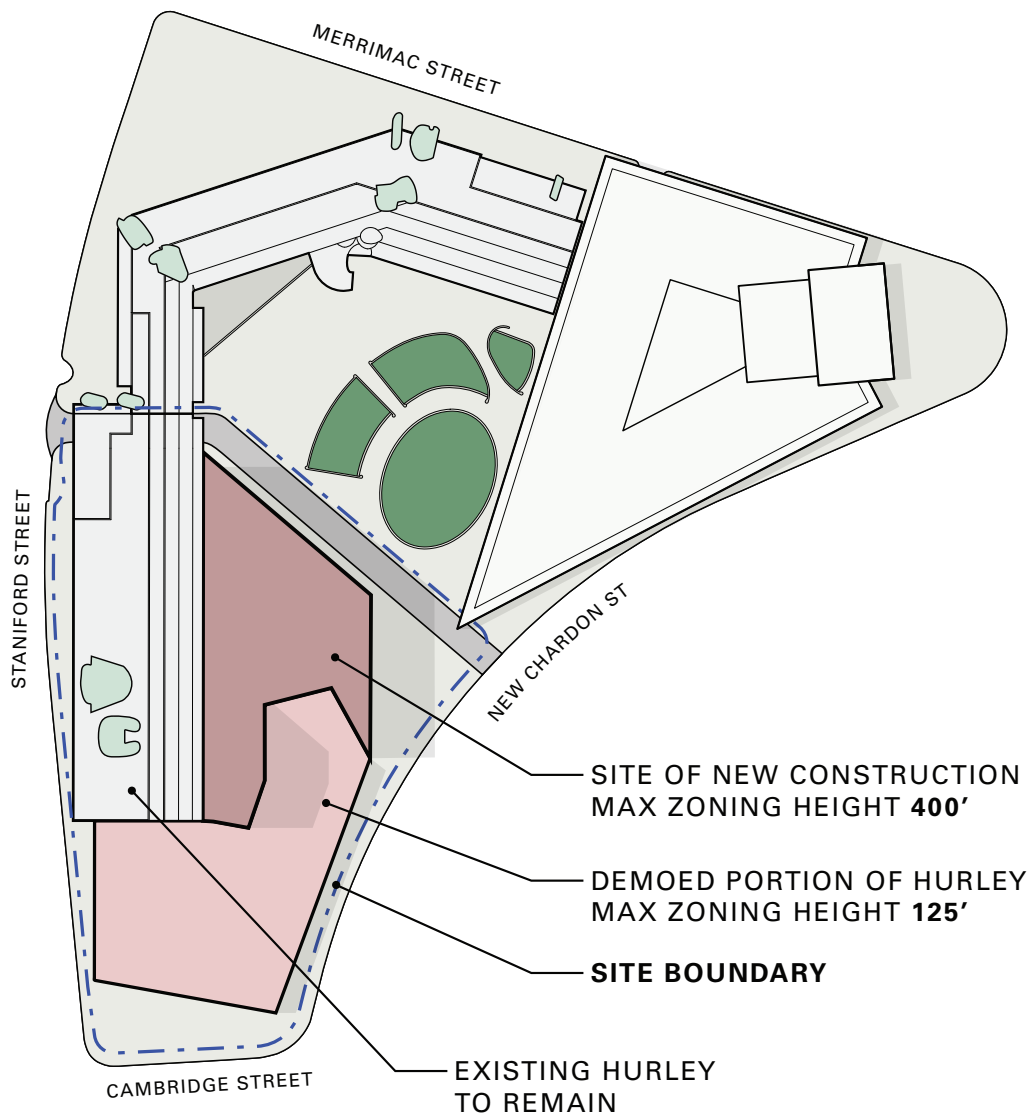 MERRIMAC STREET
STANIFORD STREET
NEW CHARDON ST
SITE OF NEW CONSTRUCTION
MAX ZONING HEIGHT 400'
DEMOED PORTION OF HURLEY
MAX ZONING HEIGHT 125'
SITE BOUNDARY
EXISTING HURLEY
TO REMAIN
CAMBRIDGE STREET